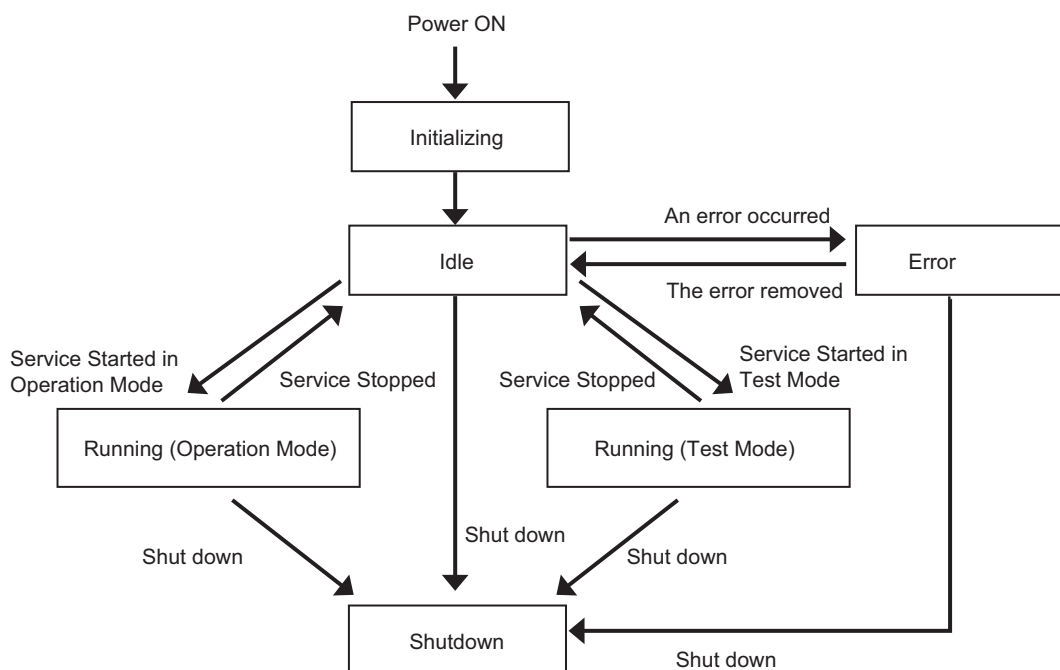 Power ON
Initializing
An error occurred
Idle
Error
The error removed
Service Started in
Operation Mode
Service Stopped
Service Stopped
Service Started in
Test Mode
Running (Operation Mode)
Running (Test Mode)
Shut down
Shut down
Shut down
Shutdown
Shut down